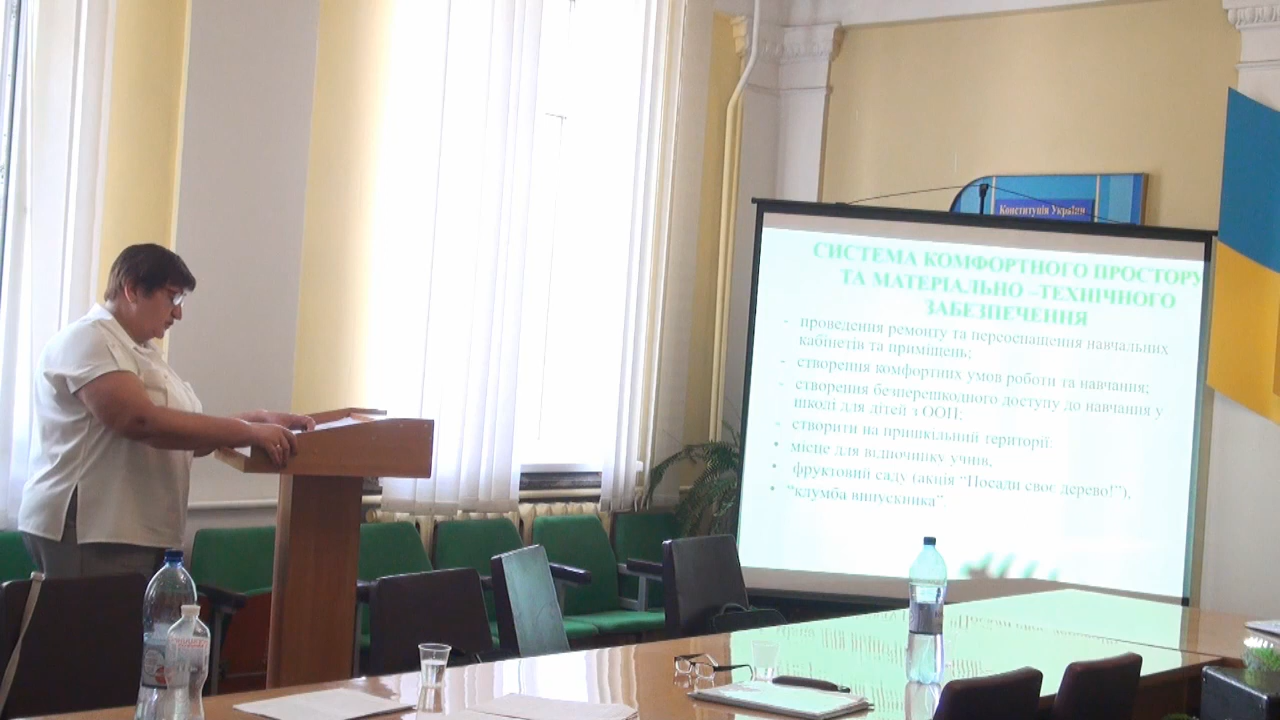 Конституція України
СИСТЕМА КОМФОРТНОГО ПРОСТОРУ
ТА МАТЕРІАЛЬНО –ТЕХНІЧНОГО
ЗАБЕЗПЕЧЕННЯ
- проведення ремонту та переоснащення навчальних
кабінетів та приміщень;
- створення комфортних умов роботи та навчання;
- створення безперешкодного доступу до навчання у
школі для дітей з ООП;
- створити на пришкільний території:
• місце для відпочинку учнів,
• фруктовий саду (акція “Посади своє дерево!”),
• “клумба випускника”.